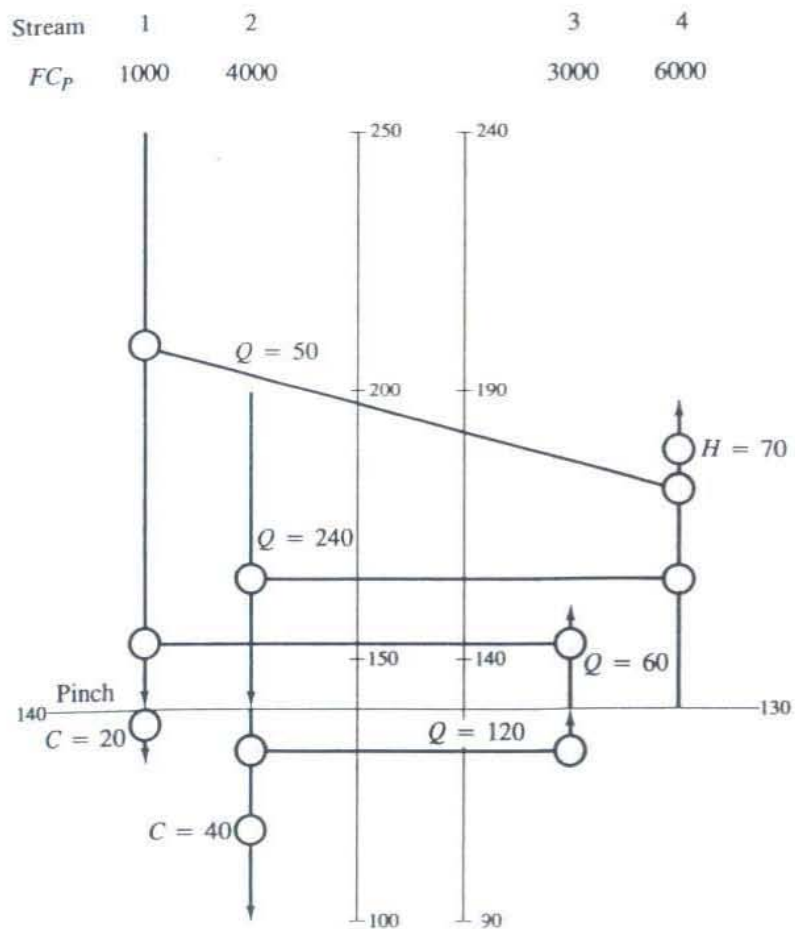 Stream 1 2 3 4
FC_P 1000 4000 3000 6000
250 240
Q = 50
200 190
H = 70
Q = 240
150 140
Q = 60
Pinch
140 130
C = 20
Q = 120
C = 40
100 90